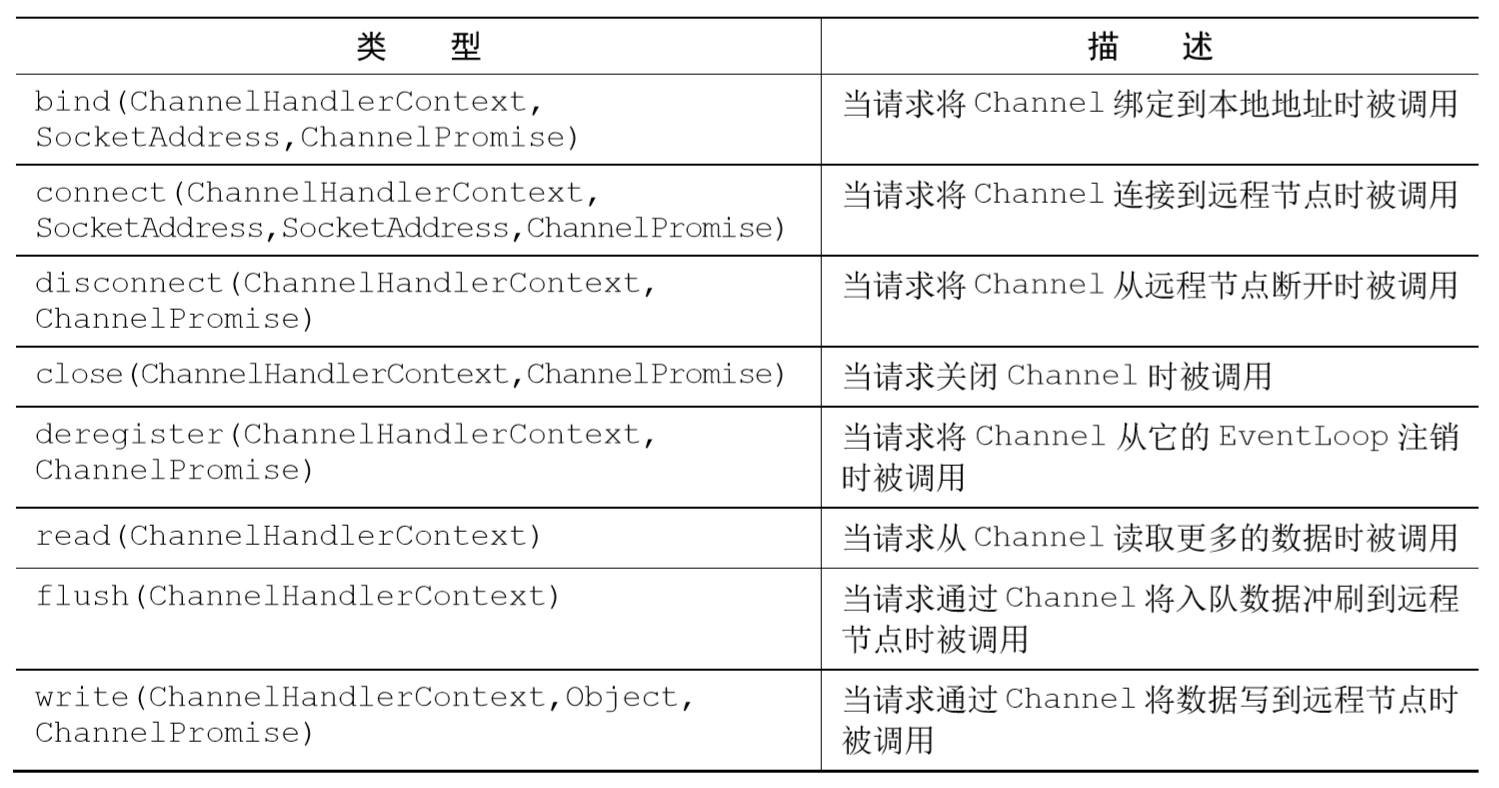 类 型
描 述
bind(ChannelHandlerContext,
SocketAddress,ChannelPromise)
当请求将 Channel 绑定到本地地址时被调用
connect(ChannelHandlerContext,
SocketAddress,SocketAddress,ChannelPromise)
当请求将 Channel 连接到远程节点时被调用
disconnect(ChannelHandlerContext,
ChannelPromise)
当请求将 Channel 从远程节点断开时被调用
close(ChannelHandlerContext,ChannelPromise)
当请求关闭 Channel 时被调用
deregister(ChannelHandlerContext,
ChannelPromise)
当请求将 Channel 从它的 EventLoop 注销
时被调用
read(ChannelHandlerContext)
当请求从 Channel 读取更多的数据时被调用
flush(ChannelHandlerContext)
当请求通过 Channel 将入队数据冲刷到远程
节点时被调用
write(ChannelHandlerContext,Object,
ChannelPromise)
当请求通过 Channel 将数据写到远程节点时
被调用